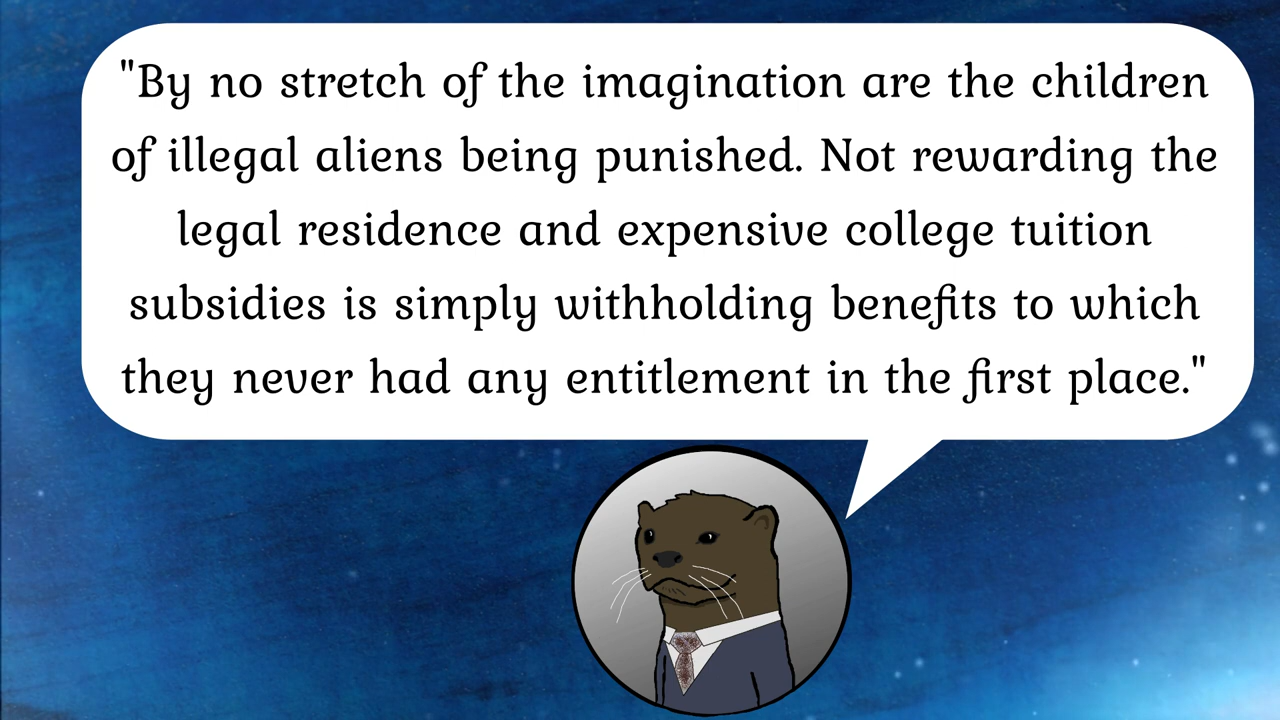 "By no stretch of the imagination are the children
of illegal aliens being punished. Not rewarding the
legal residence and expensive college tuition
subsidies is simply withholding benefits to which
they never had any entitlement in the first place."